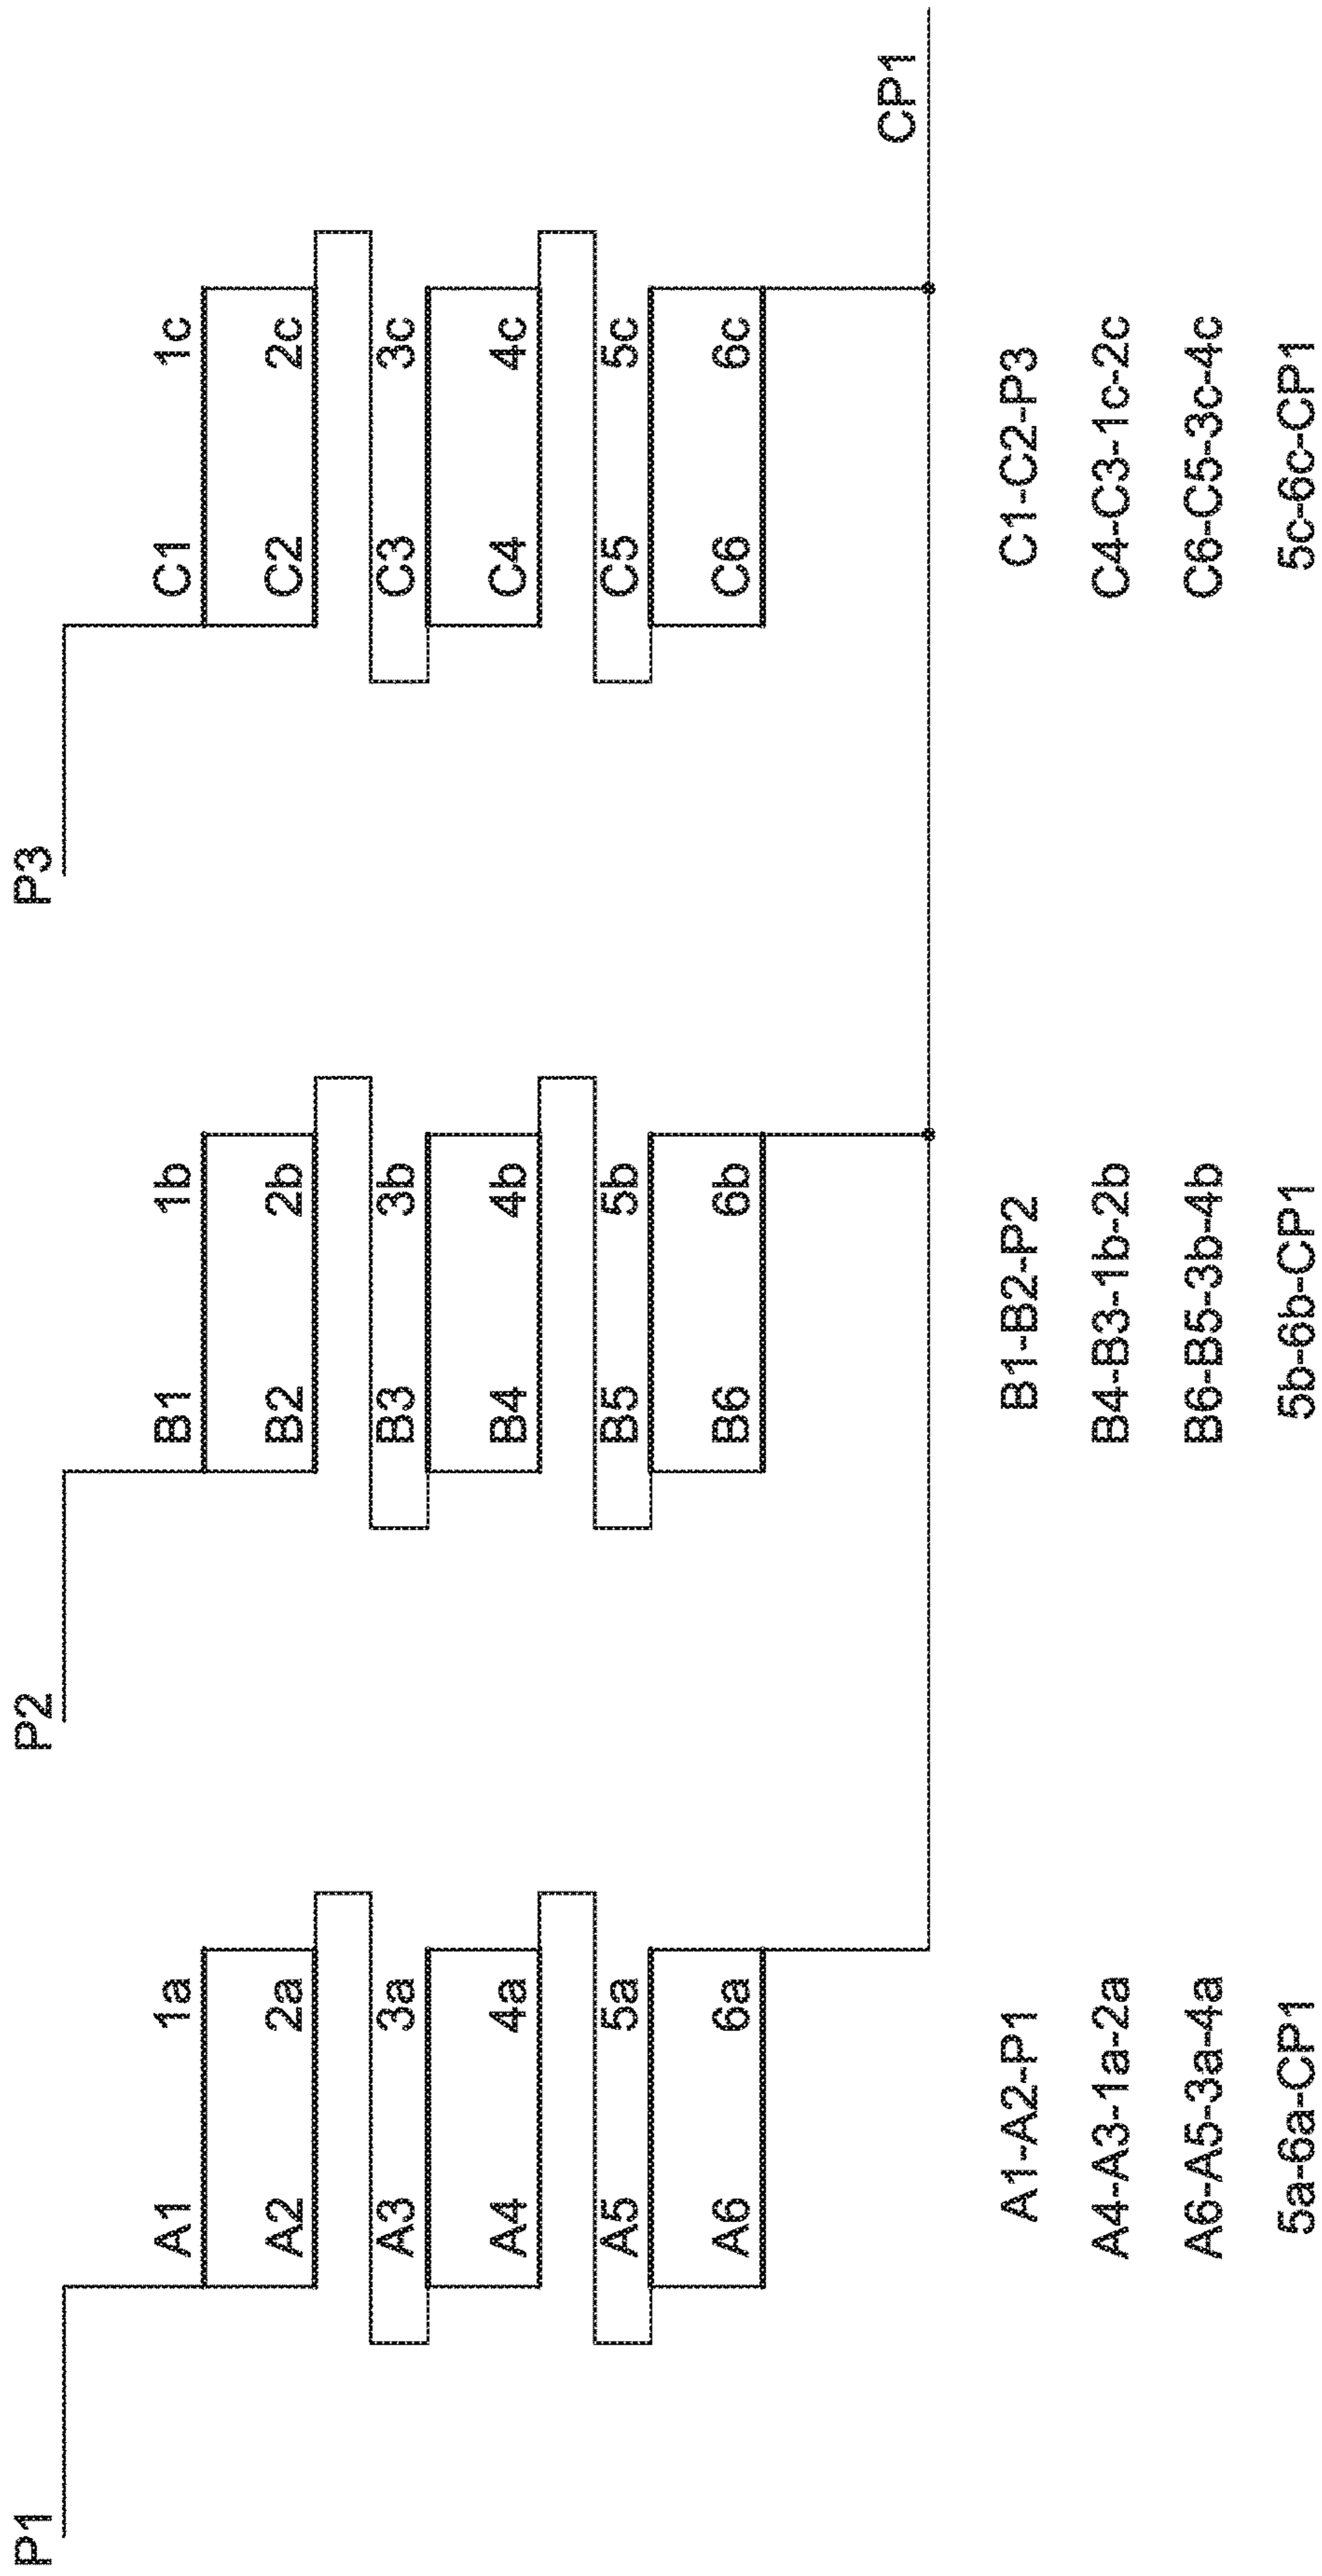 P1 P2 P3
A1 1a B1 1b C1 1c
A2 2a B2 2b C2 2c
A3 3a B3 3b C3 3c
A4 4a B4 4b C4 4c
A5 5a B5 5b C5 5c
A6 6a B6 6b C6 6c
CP1
A1-A2-P1 B1-B2-P2 C1-C2-P3
A4-A3-1a-2a B4-B3-1b-2b C4-C3-1c-2c
A6-A5-3a-4a B6-B5-3b-4b C6-C5-3c-4c
5a-6a-CP1 5b-6b-CP1 5c-6c-CP1